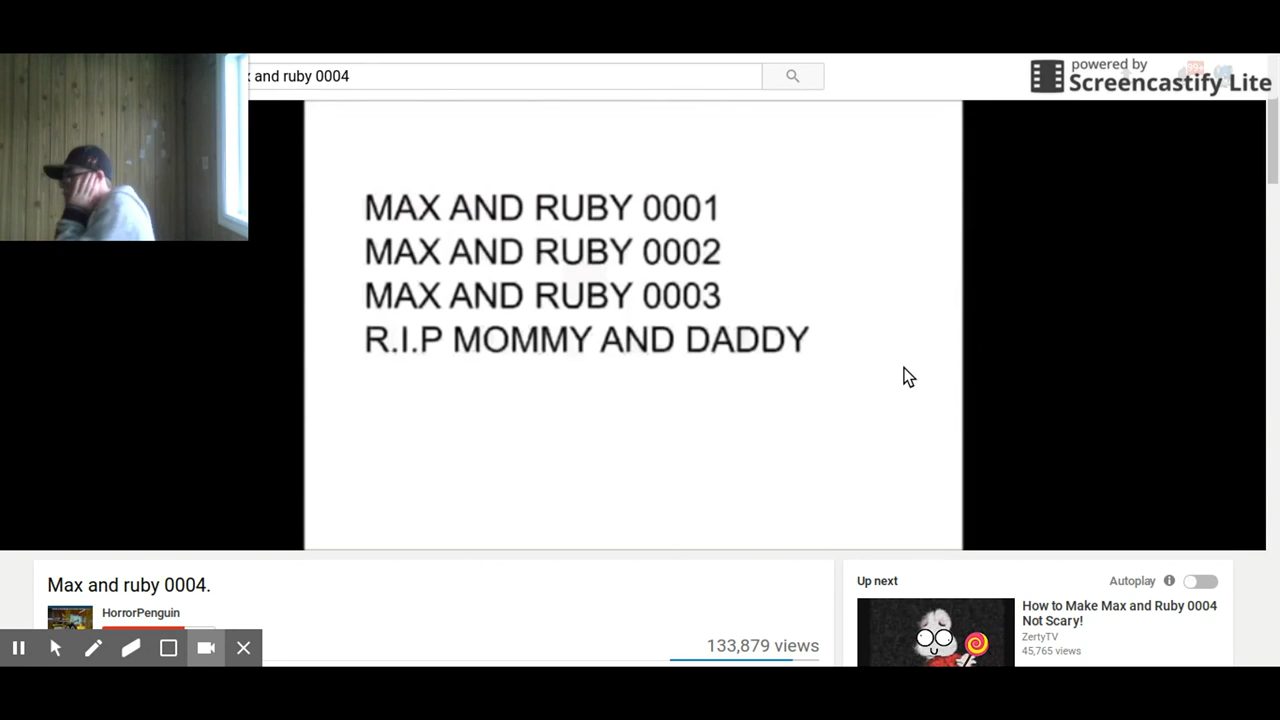 and ruby 0004
powered by
Screencastify Lite
MAX AND RUBY 0001
MAX AND RUBY 0002
MAX AND RUBY 0003
R.I.P MOMMY AND DADDY
Max and ruby 0004.
HorrorPenguin
133,879 views
Up next
Autoplay
How to Make Max and Ruby 0004
Not Scary!
ZertyTV
45,765 views